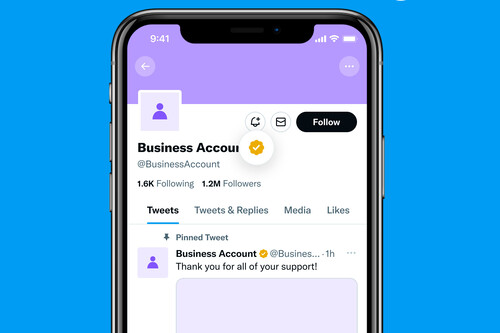 9:41
Follow
Business Accou
@BusinessAccount
1.6K Following 1.2M Followers
Tweets Tweets & Replies Media Likes
Pinned Tweet
Business Account @Busines... · 1h
Thank you for all of your support!